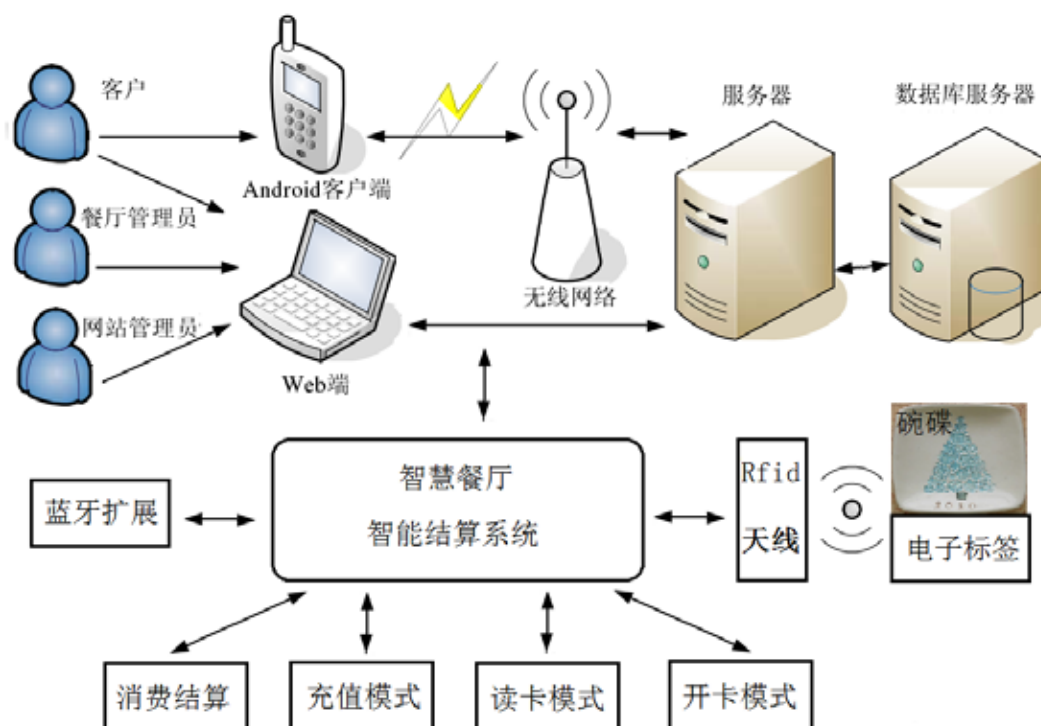 客户
服务器
数据库服务器
Android客户端
餐厅管理员
无线网络
网站管理员
Web端
碗碟
智慧餐厅
智能结算系统
Rfid
天线
蓝牙扩展
电子标签
消费结算
充值模式
读卡模式
开卡模式